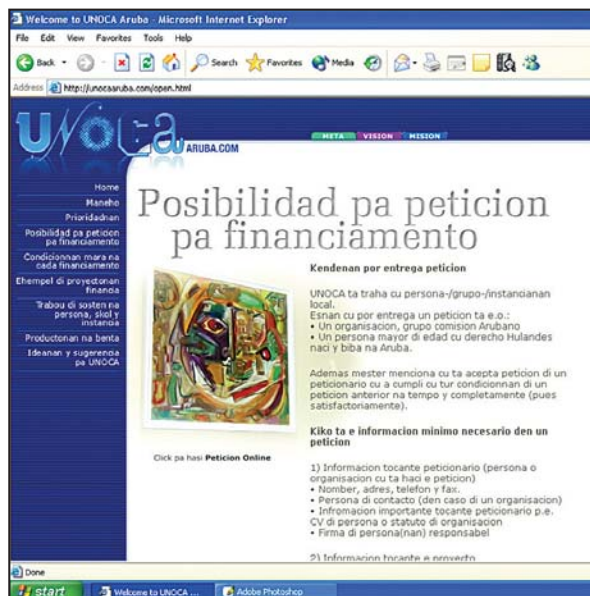 Welcome to UNOCA Aruba - Microsoft Internet Explorer
File Edit View Favorites Tools Help
Back Search Favorites Media
Address http://unocaaruba.com/open.html
UNOCA ARUBA.COM
META VISION MISION
Home
Maneho
Prioridadnan
Posibilidad pa peticion
pa financiamento
Condicionnan mara na
cada financiamento
Ehempel di proyectonan
financia
Trabou di sosten na
persona, skol y
instancia
Productonan na benta
Ideanan y sugerencia
pa UNOCA
Posibilidad pa peticion
pa financiamento
Click pa hasi Peticion Online
Kendenan por entrega peticion
UNOCA ta traha cu persona-/grupo-/instancianan
local.
Esnan cu por entrega un peticion ta e.o.:
• Un organisacion, grupo comision Arubano
• Un persona mayor di edad cu derecho Hulandes
naci y biba na Aruba.
Ademas mester menciona cu ta acepta peticion di un
peticionario cu a cumpli cu tur condicionnan di un
peticion anterior na tempo y completamente (pues
satisfactoriamente).
Kiko ta e informacion minimo necesario den un
peticion
1) Informacion tocante peticionario (persona o
organisacion cu ta haci e peticion)
• Nomber, adres, telefon y fax.
• Persona di contacto (den caso di un organisacion)
• Infromacion importante tocante peticionario p.e.
CV di persona o statuto di organisacion
• Firma di persona(nan) responsabel
2) Informacion tocante e proyecto
Done
start Welcome to UNOCA ... Adobe Photoshop